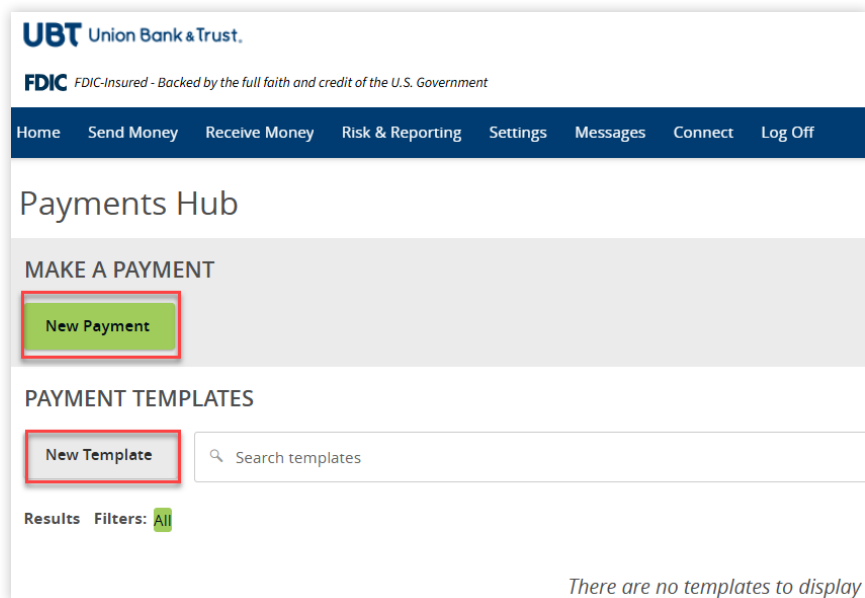 UBT Union Bank & Trust.
FDIC FDIC-Insured - Backed by the full faith and credit of the U.S. Government
Home Send Money Receive Money Risk & Reporting Settings Messages Connect Log Off
Payments Hub
MAKE A PAYMENT
New Payment
PAYMENT TEMPLATES
New Template Search templates
Results Filters: All
There are no templates to display